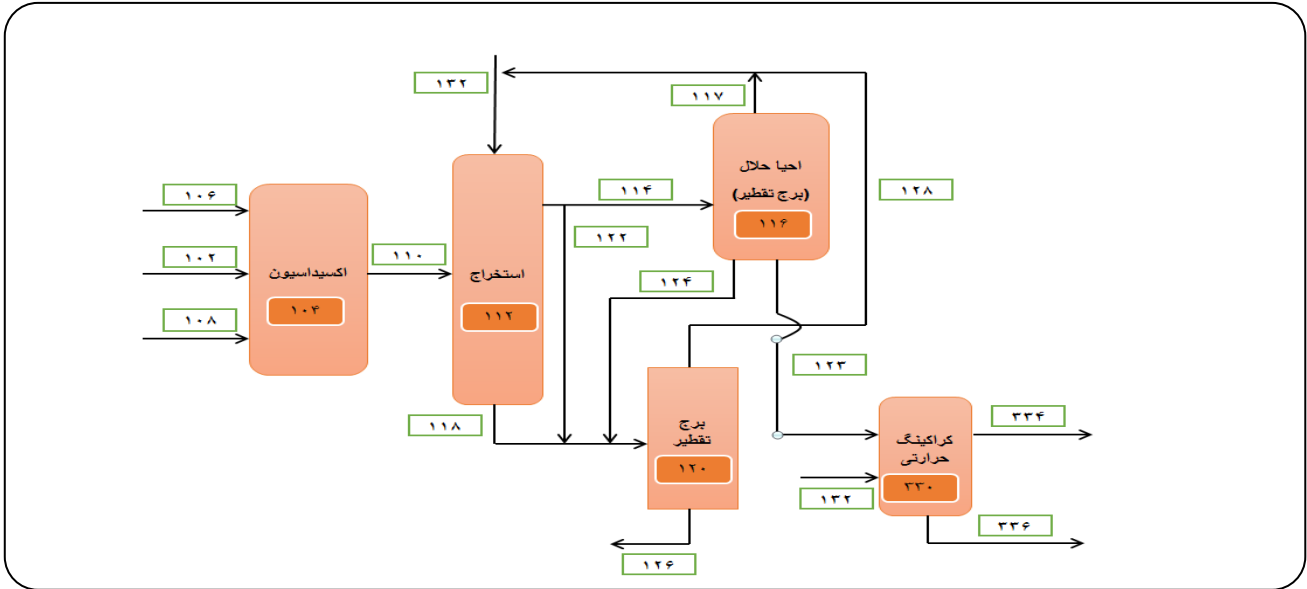 ۱۳۲
۱۱۷
احیا حلال
(برج تقطیر)
۱۱۶
۱۰۶
۱۱۴
۱۲۸
۱۲۲
۱۰۲
۱۱۰
اکسیداسیون
۱۰۴
استخراج
۱۱۲
۱۲۴
۱۰۸
۱۲۳
۱۱۸
برج
تقطیر
۱۲۰
۳۳۴
کراکینگ
حرارتی
۳۳۰
۱۳۲
۳۳۶
۱۲۶